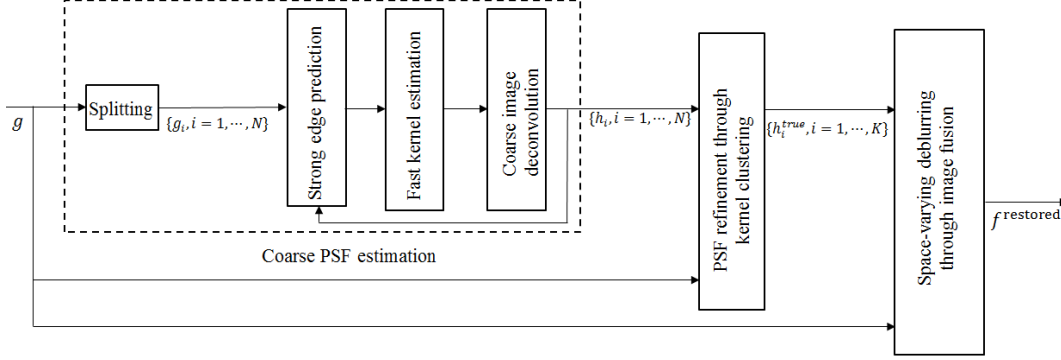 g
Splitting
{g_i, i = 1, ⋯, N}
Strong edge prediction
Fast kernel estimation
Coarse image
deconvolution
{h_i, i = 1, ⋯, N}
PSF refinement through
kernel clustering
{h_i^{true}, i = 1, ⋯, K}
Space-varying deblurring
through image fusion
f^{restored}
Coarse PSF estimation